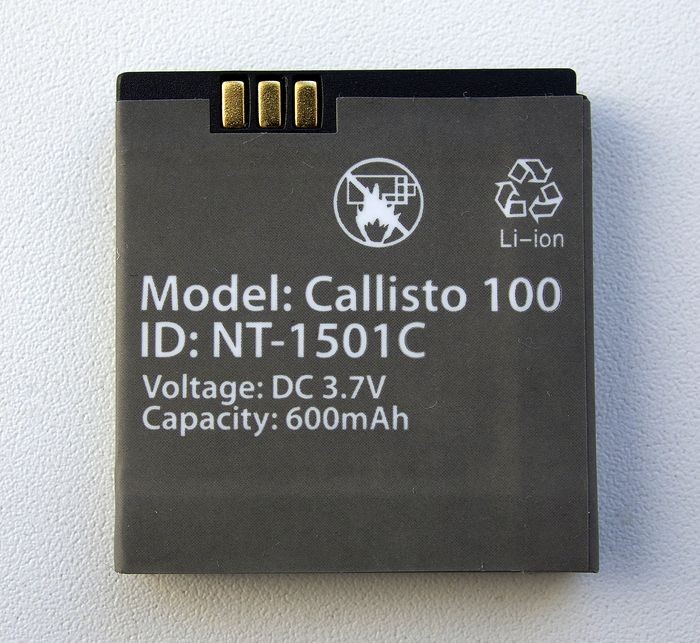 Li-ion
Model: Callisto 100
ID: NT-1501C
Voltage: DC 3.7V
Capacity: 600mAh